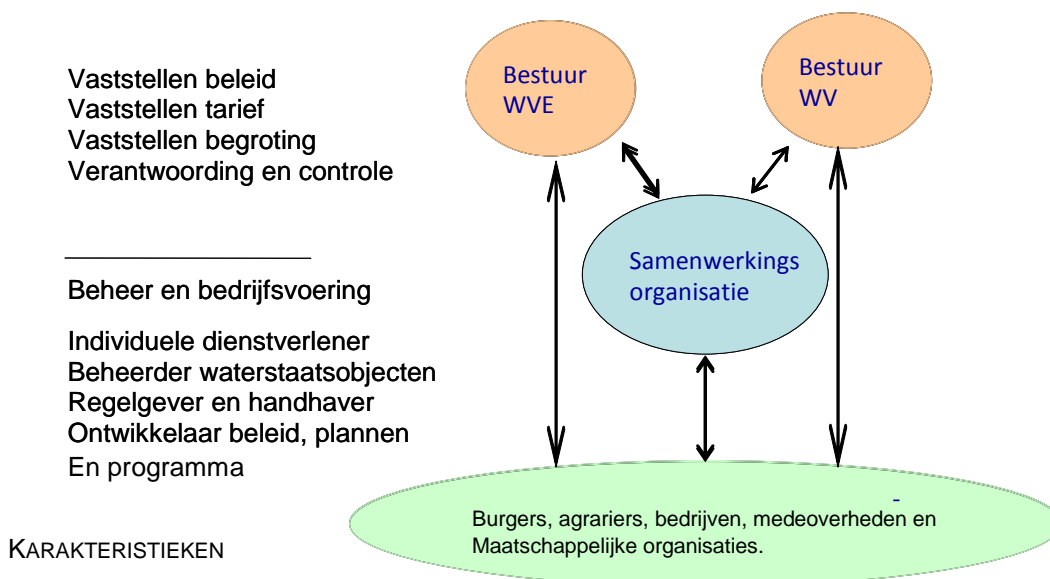 Vaststellen beleid
Vaststellen tarief
Vaststellen begroting
Verantwoording en controle
Bestuur
WVE
Bestuur
WV
Samenwerkings
organisatie
Beheer en bedrijfsvoering
Individuele dienstverlener
Beheerder waterstaatsobjecten
Regelgever en handhaver
Ontwikkelaar beleid, plannen
En programma
-
Burgers, agrariers, bedrijven, medeoverheden en
Maatschappelijke organisaties.
KARAKTERISTIEKEN